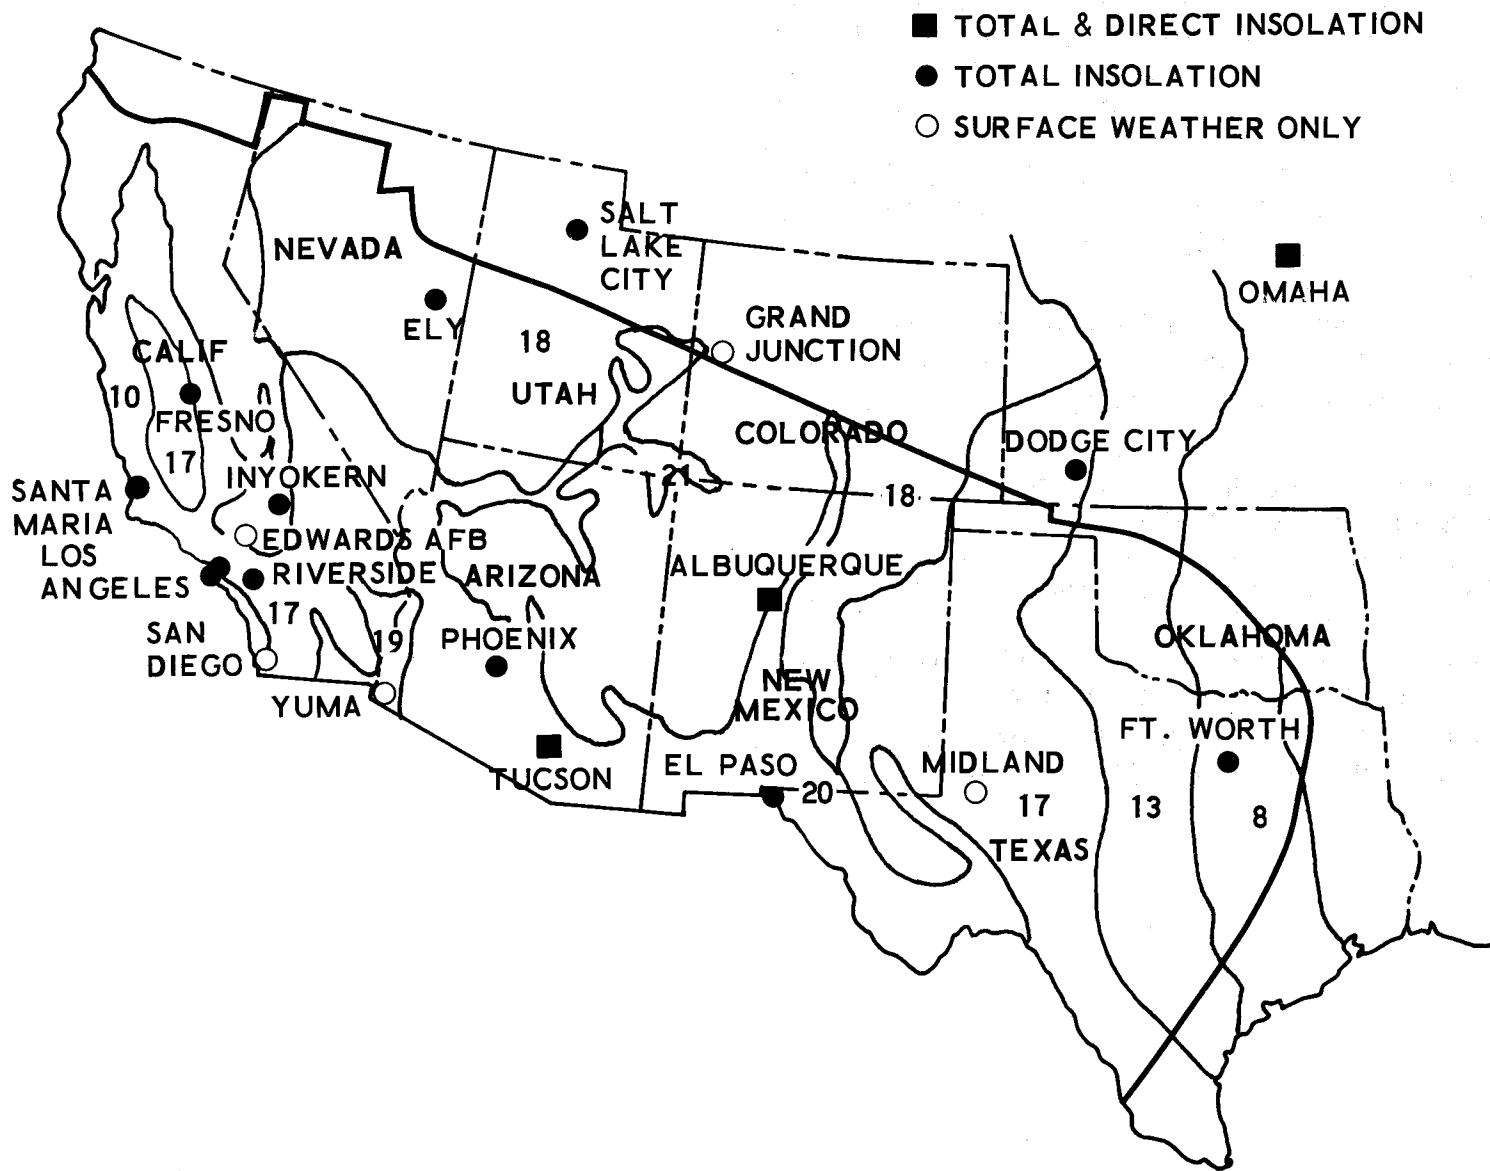 TOTAL & DIRECT INSOLATION
TOTAL INSOLATION
SURFACE WEATHER ONLY
SALT
LAKE
CITY
NEVADA
OMAHA
ELY
18
UTAH
GRAND
JUNCTION
CALIF
10
FRESNO
17
COLORADO
DODGE CITY
INYOKERN
21
18
SANTA
MARIA
LOS
ANGELES
EDWARDS AFB
RIVERSIDE
ARIZONA
ALBUQUERQUE
17
19
SAN
DIEGO
PHOENIX
OKLAHOMA
YUMA
NEW
MEXICO
FT. WORTH
TUCSON
EL PASO
20
MIDLAND
17
13
8
TEXAS